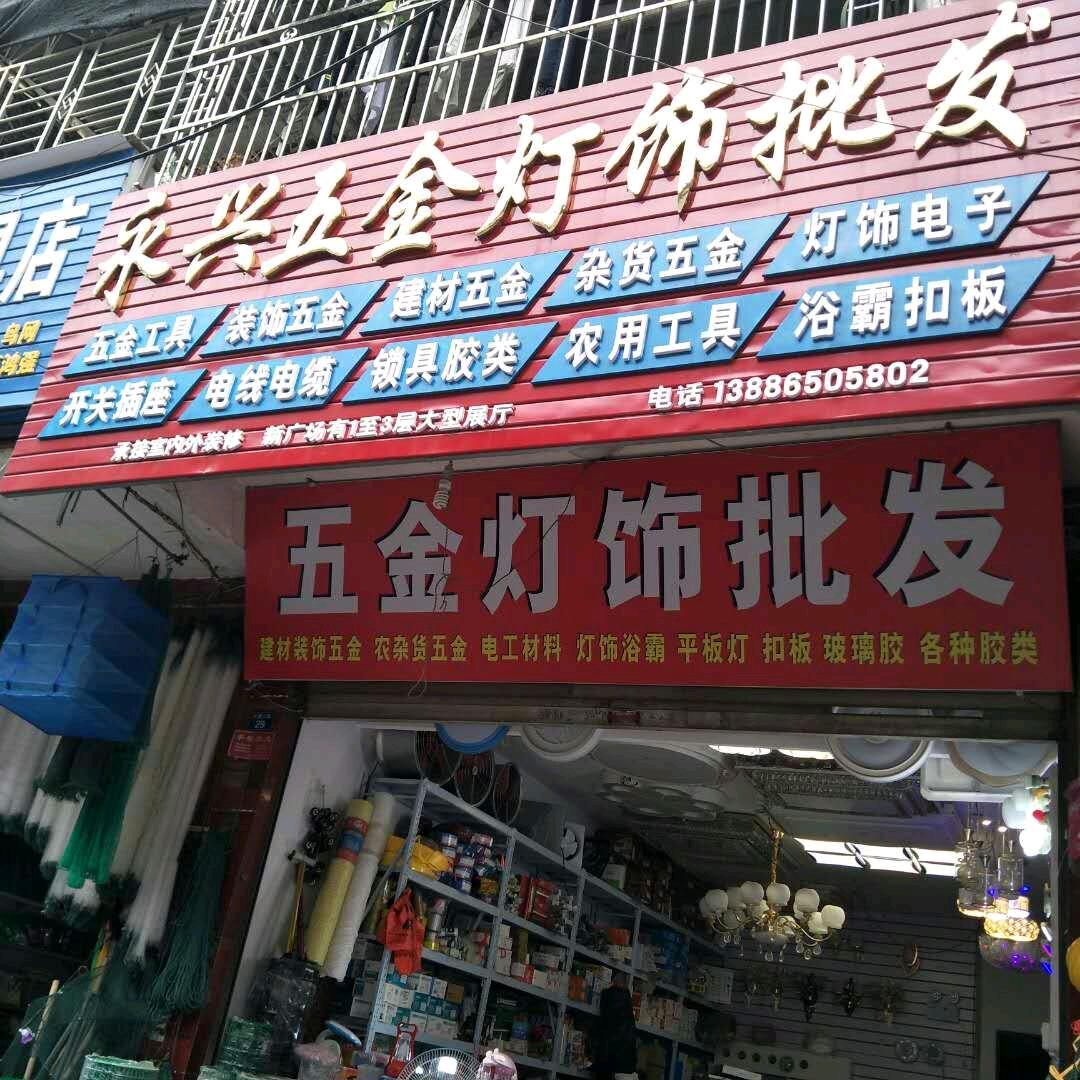 永兴五金灯饰批发
五金工具 装饰五金 建材五金 杂货五金 灯饰电子
开关插座 电线电缆 锁具胶类 农用工具 浴霸扣板
承接室内外装修 新广场有1至3层大型展厅 电话 13886505802
店
五金灯饰批发
建材装饰五金 农杂货五金 电工材料 灯饰浴霸 平板灯 扣板 玻璃胶 各种胶类
29